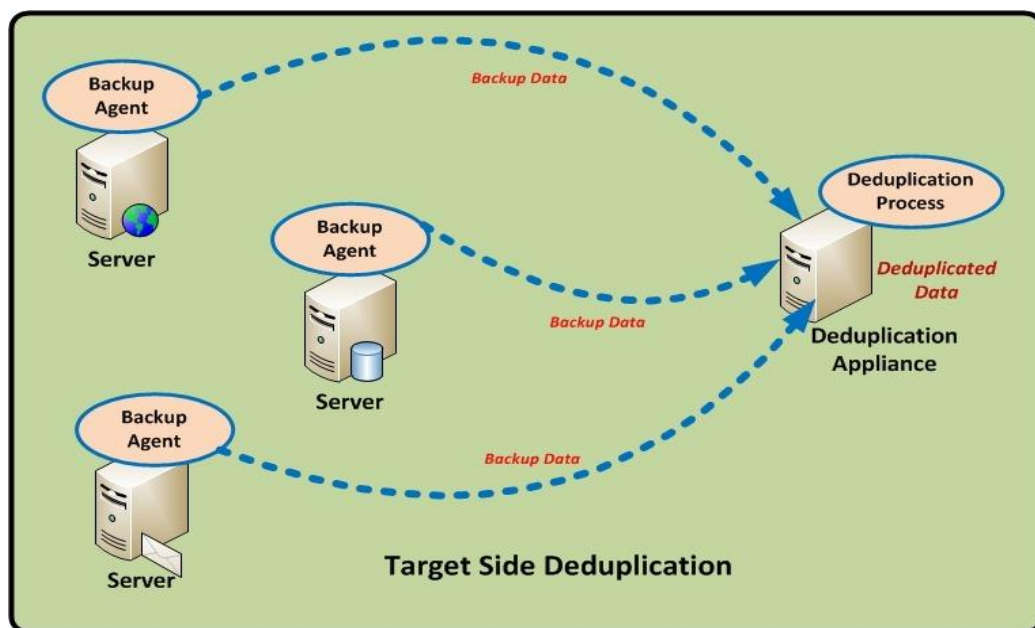 Backup
Agent
Backup Data
Server
Backup
Agent
Backup Data
Server
Deduplication
Process
Deduplicated
Data
Deduplication
Appliance
Backup
Agent
Backup Data
Server
Target Side Deduplication